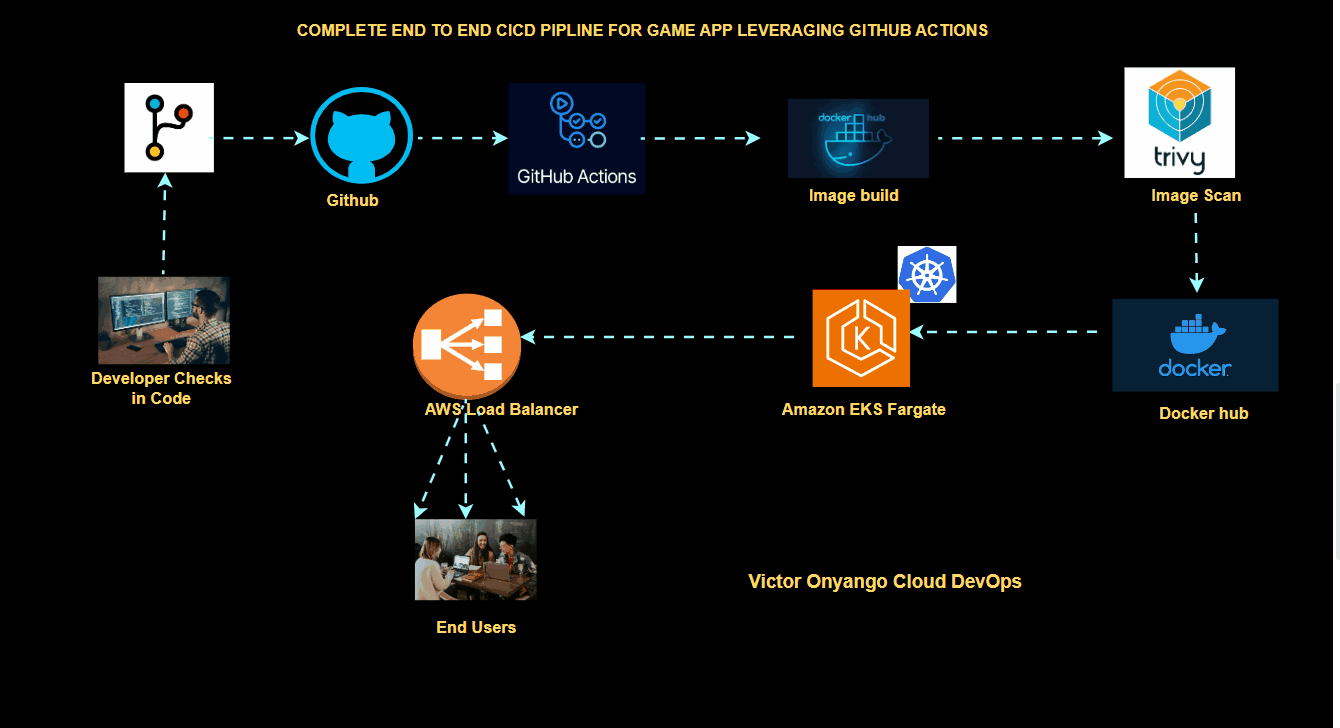 COMPLETE END TO END CICD PIPLINE FOR GAME APP LEVERAGING GITHUB ACTIONS
GitHub Actions
docker hub
trivy
Github
Image build
Image Scan
K
docker
Developer Checks
in Code
AWS Load Balancer
Amazon EKS Fargate
Docker hub
Victor Onyango Cloud DevOps
End Users